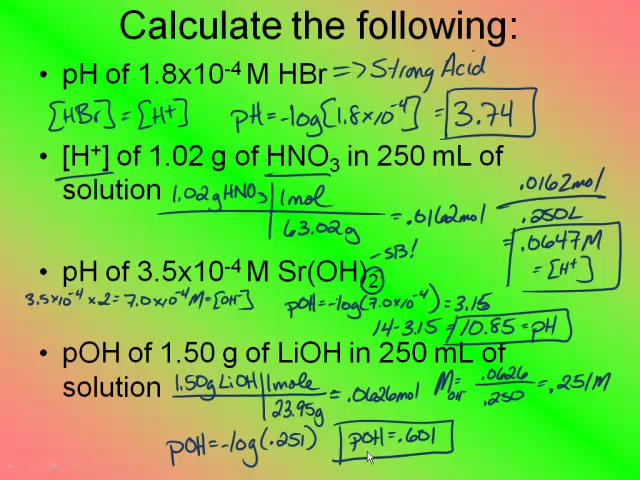 Calculate the following:
• pH of 1.8x10⁻⁴ M HBr => Strong Acid
[HBr] = [H⁺] pH = -log[1.8x10⁻⁴] = 3.74
• [H⁺] of 1.02 g of HNO₃ in 250 mL of
solution
1.02g HNO₃ | 1mol
63.02g
= .0162mol
.0162mol
.250L
= .0647M
= [H⁺]
• pH of 3.5x10⁻⁴ M Sr(OH)₂ - SB!
3.5x10⁻⁴ x 2 = 7.0x10⁻⁴ M = [OH⁻] pOH = -log(7.0x10⁻⁴) = 3.15
14 - 3.15 = 10.85 = pH
• pOH of 1.50 g of LiOH in 250 mL of
solution
1.50g LiOH | 1mole
23.95g
= .0626mol
M OH = .0626
.250
= .251M
pOH = -log(.251) pOH = .601